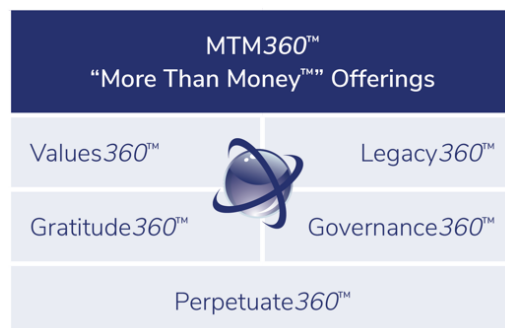 MTM360™
“More Than Money™” Offerings
Values360™
Legacy360™
Gratitude360™
Governance360™
Perpetuate360™